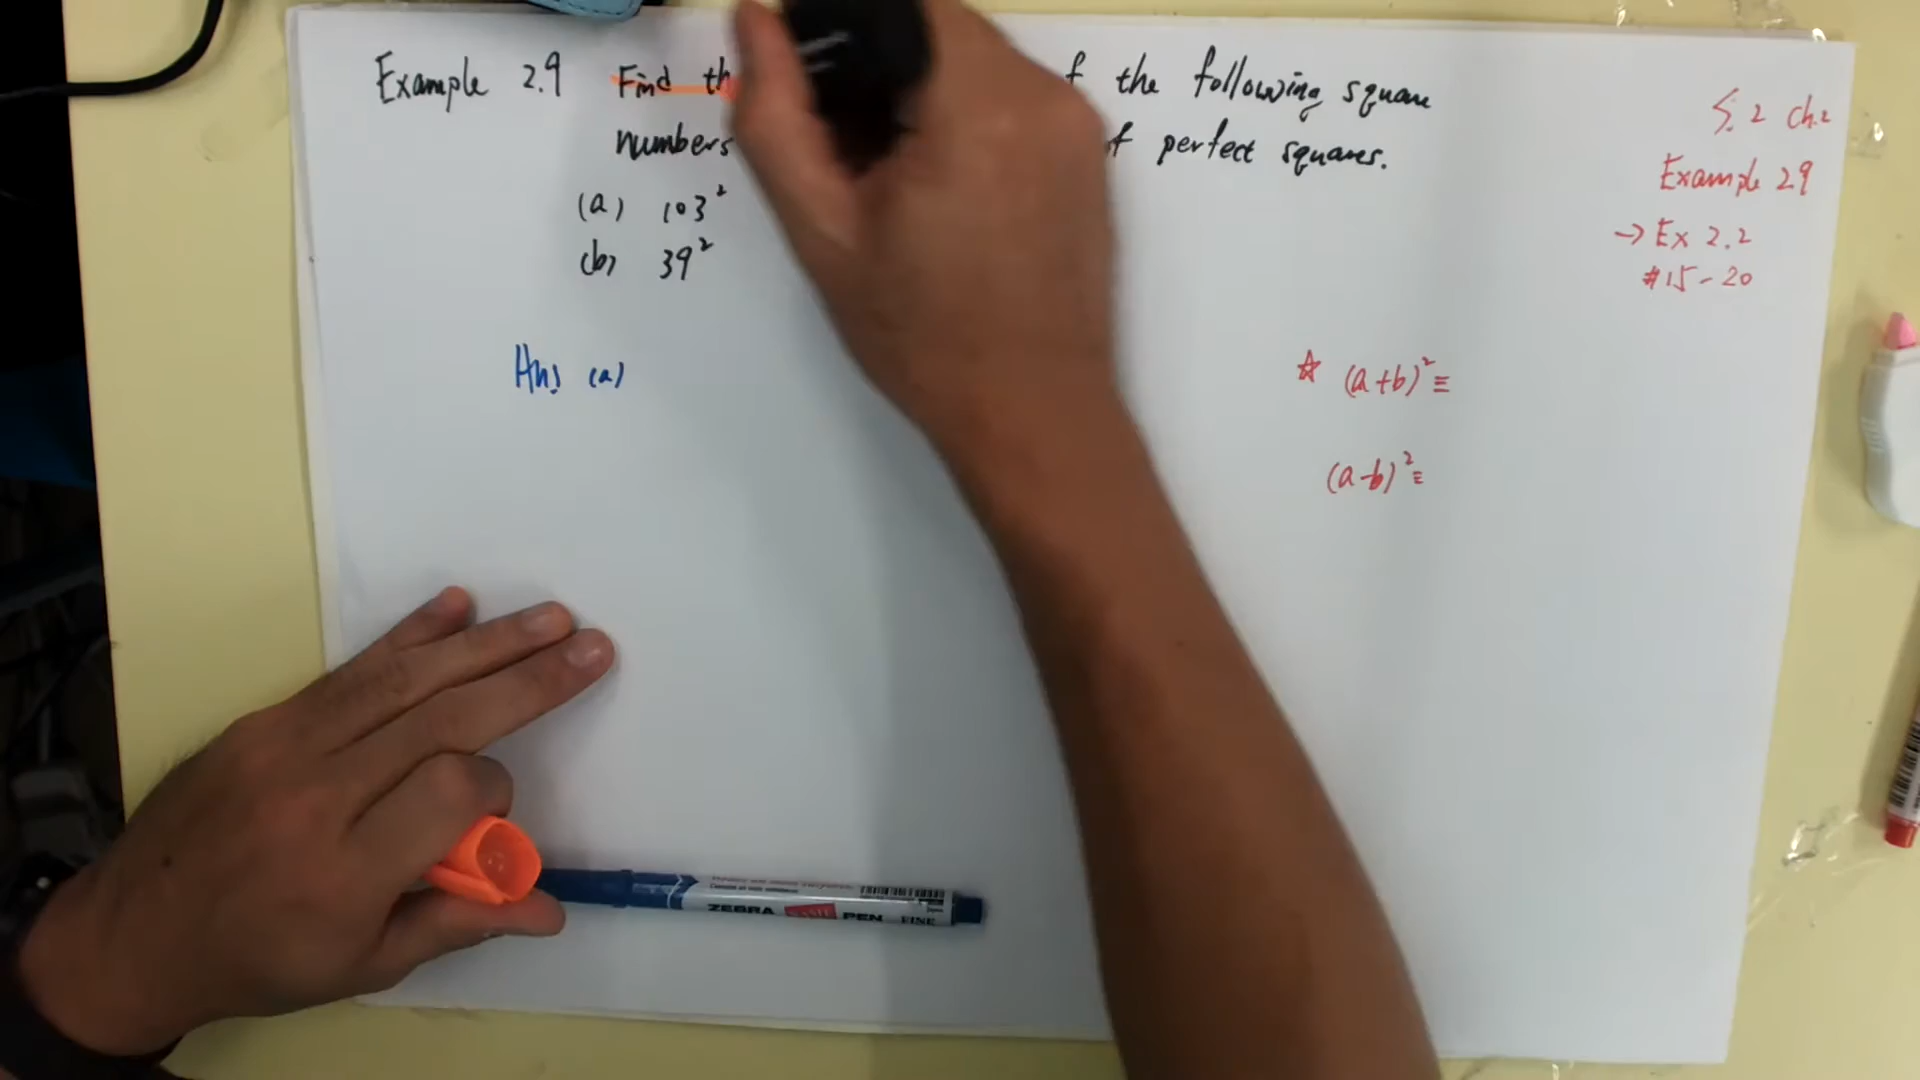 Example 2.9 Find th f the following square
numbers f perfect squares.
(a) 103²
(b) 39²
Ans (a)
S.2 Ch.2
Example 2.9
→ Ex 2.2
#15-20
☆ (a+b)² ≡
(a-b)² ≡
ZEBRA PEN FINE